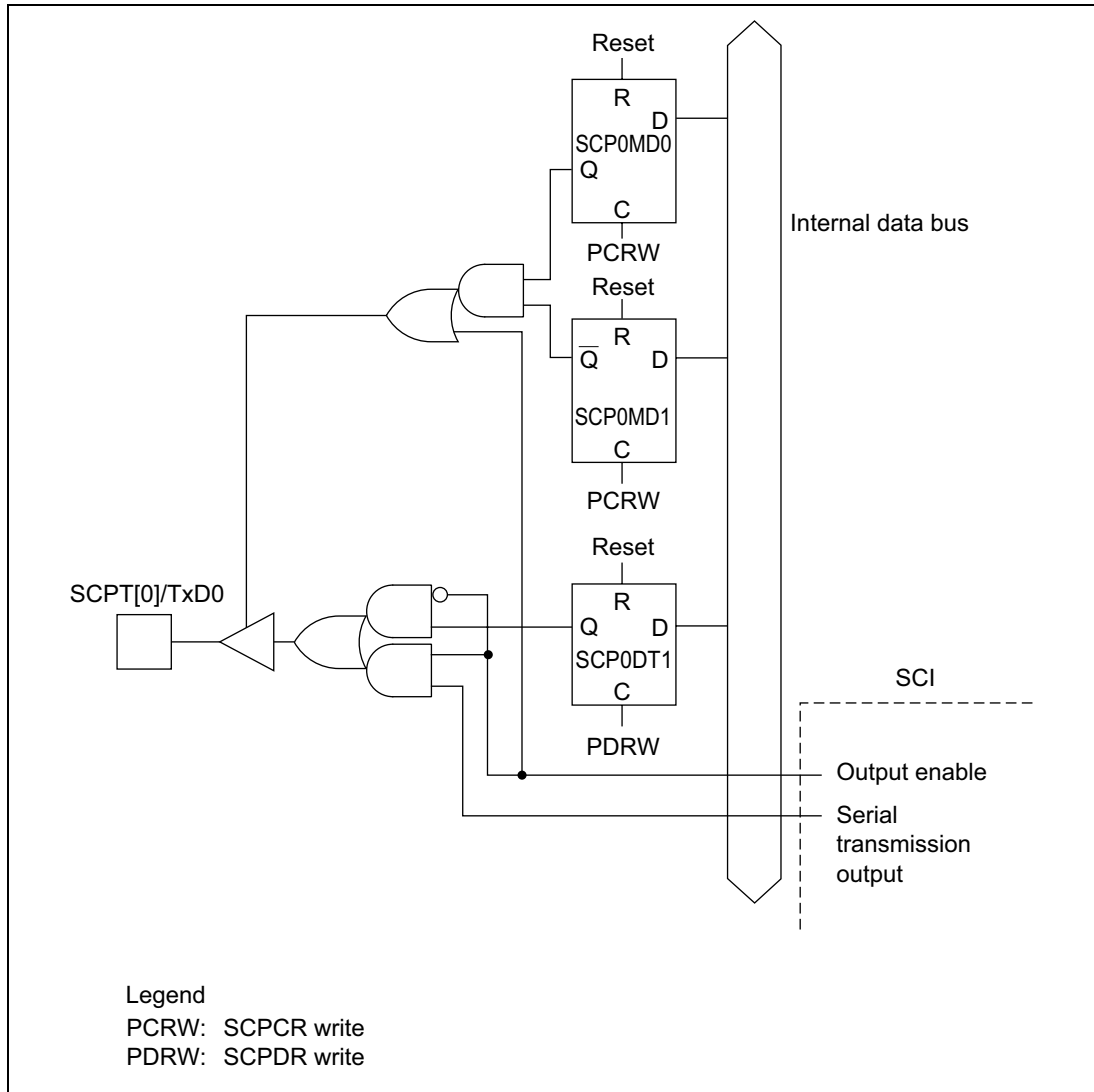 Reset
R
D
SCP0MD0
Q
C
PCRW
Internal data bus
Reset
R
Q
D
SCP0MD1
C
PCRW
Reset
SCPT[0]/TxD0
R
Q
D
SCP0DT1
C
PDRW
SCI
Output enable
Serial
transmission
output
Legend
PCRW: SCPCR write
PDRW: SCPDR write